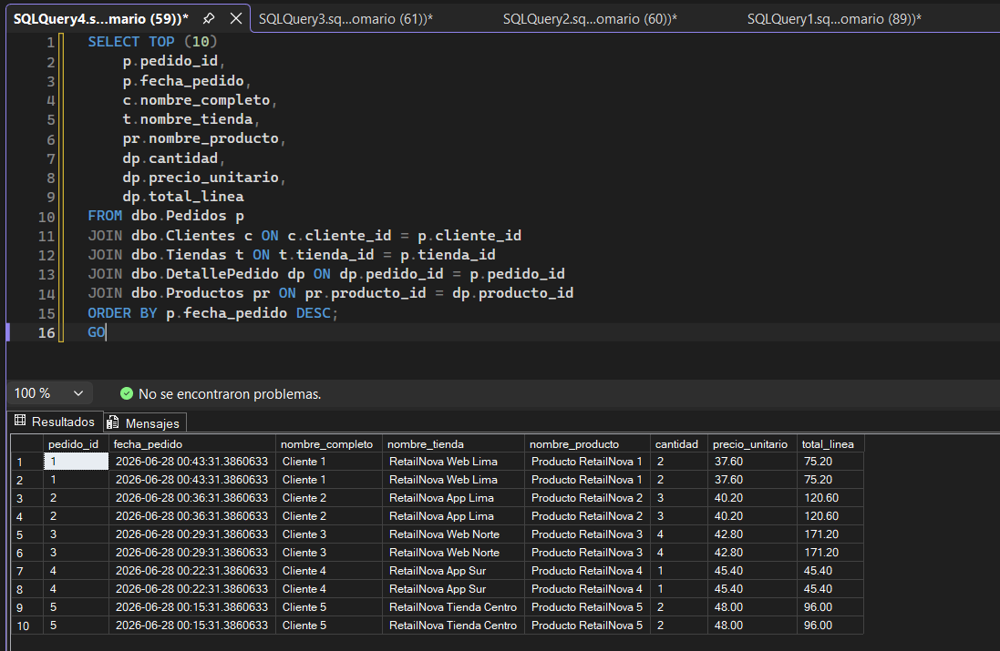 SQLQuery4.s...omario (59))* SQLQuery3.sq...omario (61))* SQLQuery2.sq...omario (60))* SQLQuery1.sq...omario (89))*
1 SELECT TOP (10)
2 p.pedido_id,
3 p.fecha_pedido,
4 c.nombre_completo,
5 t.nombre_tienda,
6 pr.nombre_producto,
7 dp.cantidad,
8 dp.precio_unitario,
9 dp.total_linea
10 FROM dbo.Pedidos p
11 JOIN dbo.Clientes c ON c.cliente_id = p.cliente_id
12 JOIN dbo.Tiendas t ON t.tienda_id = p.tienda_id
13 JOIN dbo.DetallePedido dp ON dp.pedido_id = p.pedido_id
14 JOIN dbo.Productos pr ON pr.producto_id = dp.producto_id
15 ORDER BY p.fecha_pedido DESC;
16 GO
100 % No se encontraron problemas.
Resultados Mensajes
pedido_id fecha_pedido nombre_completo nombre_tienda nombre_producto cantidad precio_unitario total_linea
1 1 2026-06-28 00:43:31.3860633 Cliente 1 RetailNova Web Lima Producto RetailNova 1 2 37.60 75.20
2 1 2026-06-28 00:43:31.3860633 Cliente 1 RetailNova Web Lima Producto RetailNova 1 2 37.60 75.20
3 2 2026-06-28 00:36:31.3860633 Cliente 2 RetailNova App Lima Producto RetailNova 2 3 40.20 120.60
4 2 2026-06-28 00:36:31.3860633 Cliente 2 RetailNova App Lima Producto RetailNova 2 3 40.20 120.60
5 3 2026-06-28 00:29:31.3860633 Cliente 3 RetailNova Web Norte Producto RetailNova 3 4 42.80 171.20
6 3 2026-06-28 00:29:31.3860633 Cliente 3 RetailNova Web Norte Producto RetailNova 3 4 42.80 171.20
7 4 2026-06-28 00:22:31.3860633 Cliente 4 RetailNova App Sur Producto RetailNova 4 1 45.40 45.40
8 4 2026-06-28 00:22:31.3860633 Cliente 4 RetailNova App Sur Producto RetailNova 4 1 45.40 45.40
9 5 2026-06-28 00:15:31.3860633 Cliente 5 RetailNova Tienda Centro Producto RetailNova 5 2 48.00 96.00
10 5 2026-06-28 00:15:31.3860633 Cliente 5 RetailNova Tienda Centro Producto RetailNova 5 2 48.00 96.00